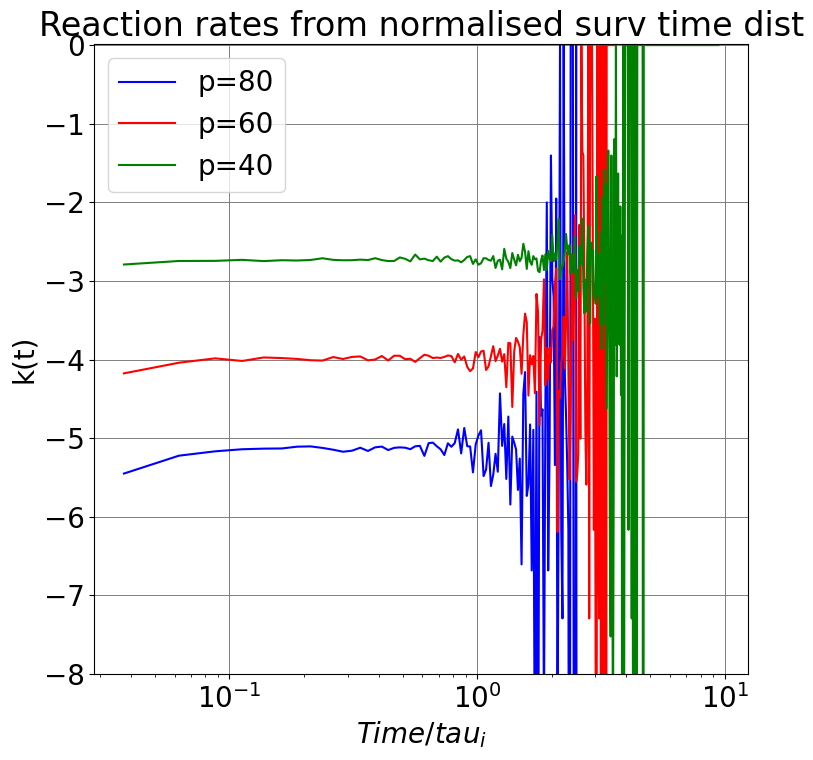 Reaction rates from normalised surv time dist
p=80
p=60
p=40
0
−1
−2
−3
−4
−5
−6
−7
−8
k(t)
10⁻¹ 10⁰ 10¹
Time/tauᵢ